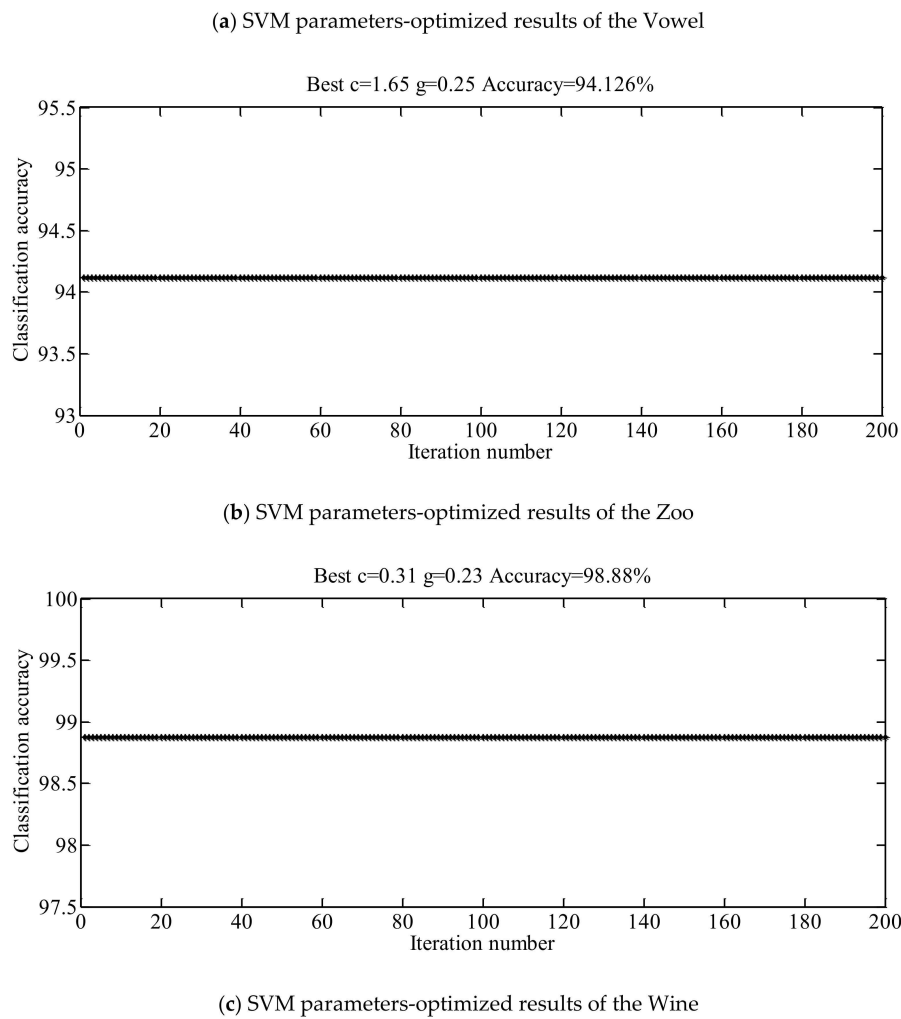 (a) SVM parameters-optimized results of the Vowel
Best c=1.65 g=0.25 Accuracy=94.126%
95.5
95
94.5
94
93.5
93
Classification accuracy
0 20 40 60 80 100 120 140 160 180 200
Iteration number
(b) SVM parameters-optimized results of the Zoo
Best c=0.31 g=0.23 Accuracy=98.88%
100
99.5
99
98.5
98
97.5
Classification accuracy
0 20 40 60 80 100 120 140 160 180 200
Iteration number
(c) SVM parameters-optimized results of the Wine